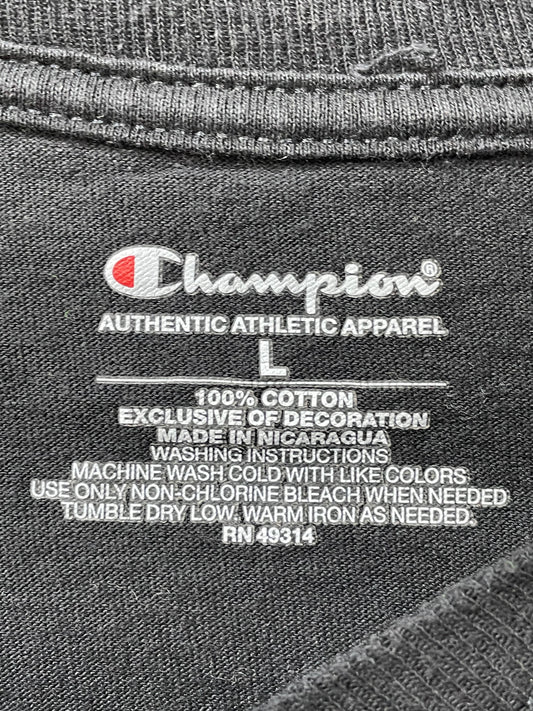 Champion®
AUTHENTIC ATHLETIC APPAREL
L
100% COTTON
EXCLUSIVE OF DECORATION
MADE IN NICARAGUA
WASHING INSTRUCTIONS
MACHINE WASH COLD WITH LIKE COLORS
USE ONLY NON-CHLORINE BLEACH WHEN NEEDED
TUMBLE DRY LOW. WARM IRON AS NEEDED.
RN 49314